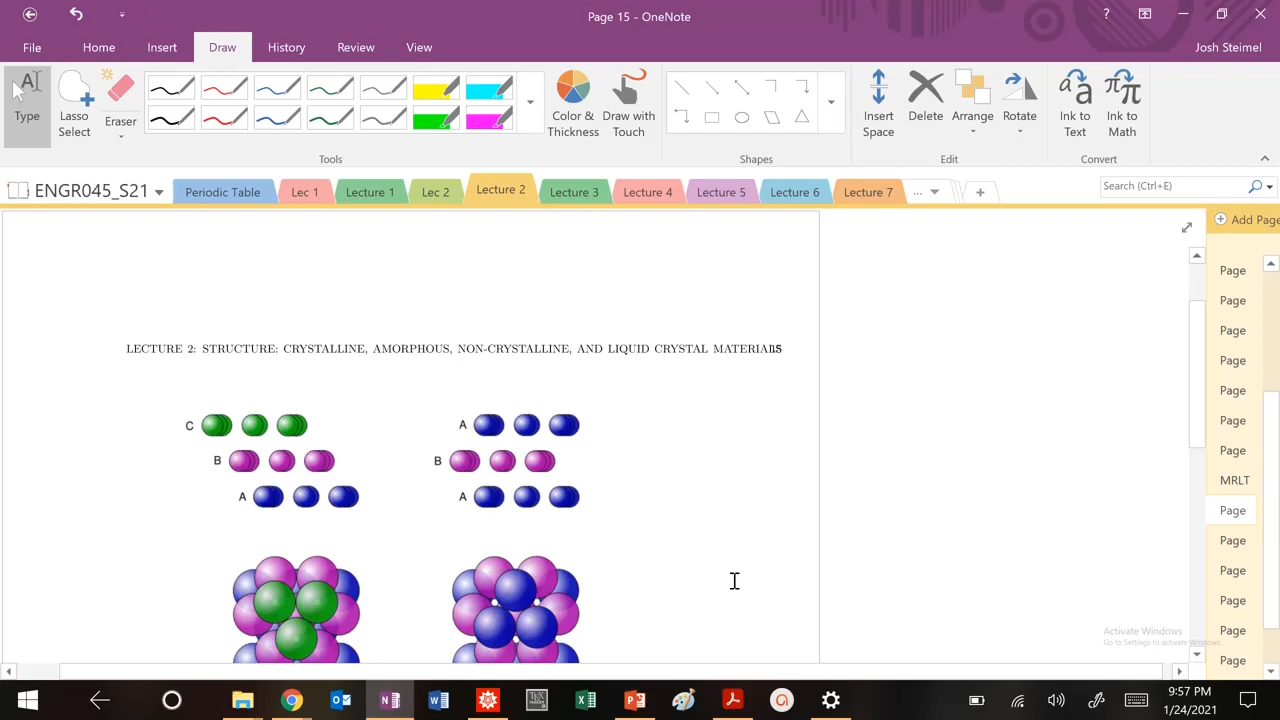 Page 15 - OneNote
?
File
Home
Insert
Draw
History
Review
View
Josh Steimel
Type
Lasso Select
Eraser
Color & Thickness
Draw with Touch
Insert Space
Delete
Arrange
Rotate
Ink to Text
Ink to Math
Tools
Shapes
Edit
Convert
ENGR045_S21
Periodic Table
Lec 1
Lecture 1
Lec 2
Lecture 2
Lecture 3
Lecture 4
Lecture 5
Lecture 6
Lecture 7
...
Search (Ctrl+E)
Add Page
Page
Page
Page
Page
Page
Page
Page
MRLT
Page
Page
Page
Page
Page
Page
LECTURE 2: STRUCTURE: CRYSTALLINE, AMORPHOUS, NON-CRYSTALLINE, AND LIQUID CRYSTAL MATERIALS 15
C
B
A
A
B
A
Activate Windows
Go to Settings to activate Windows.
9:57 PM
1/24/2021